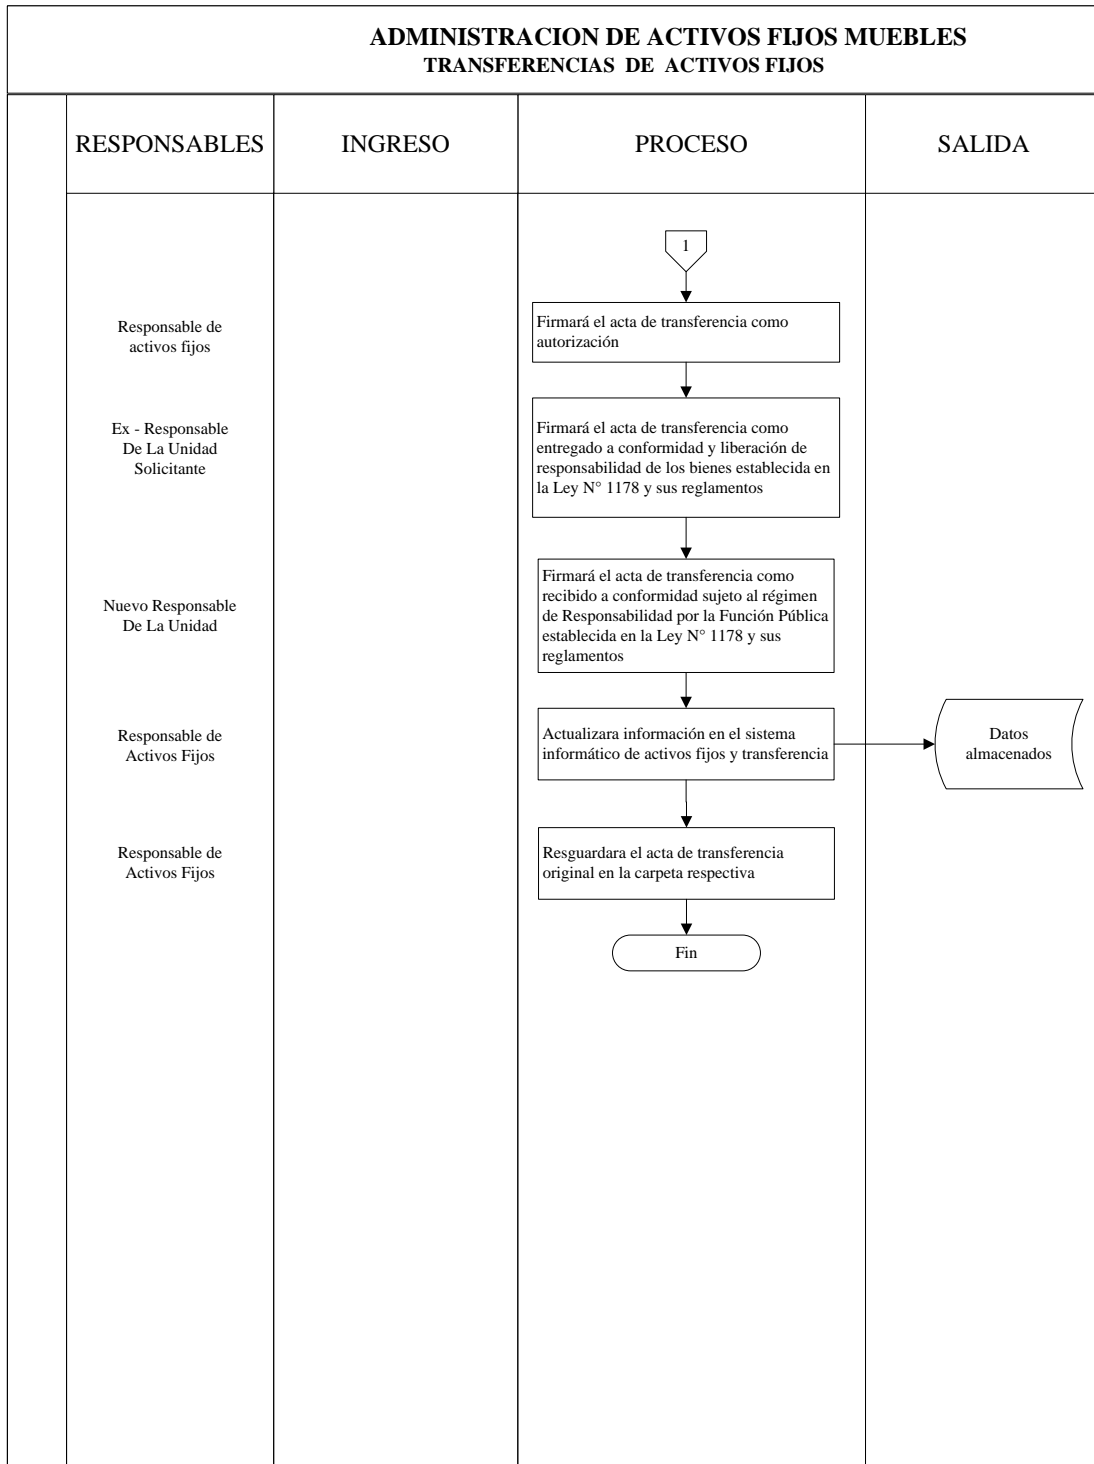 ADMINISTRACION DE ACTIVOS FIJOS MUEBLES
TRANSFERENCIAS DE ACTIVOS FIJOS
RESPONSABLES
INGRESO
PROCESO
SALIDA
1
Responsable de
activos fijos
Firmará el acta de transferencia como
autorización
Ex - Responsable
De La Unidad
Solicitante
Firmará el acta de transferencia como
entregado a conformidad y liberación de
responsabilidad de los bienes establecida en
la Ley N° 1178 y sus reglamentos
Nuevo Responsable
De La Unidad
Firmará el acta de transferencia como
recibido a conformidad sujeto al régimen
de Responsabilidad por la Función Pública
establecida en la Ley N° 1178 y sus
reglamentos
Responsable de
Activos Fijos
Actualizara información en el sistema
informático de activos fijos y transferencia
Datos
almacenados
Responsable de
Activos Fijos
Resguardara el acta de transferencia
original en la carpeta respectiva
Fin